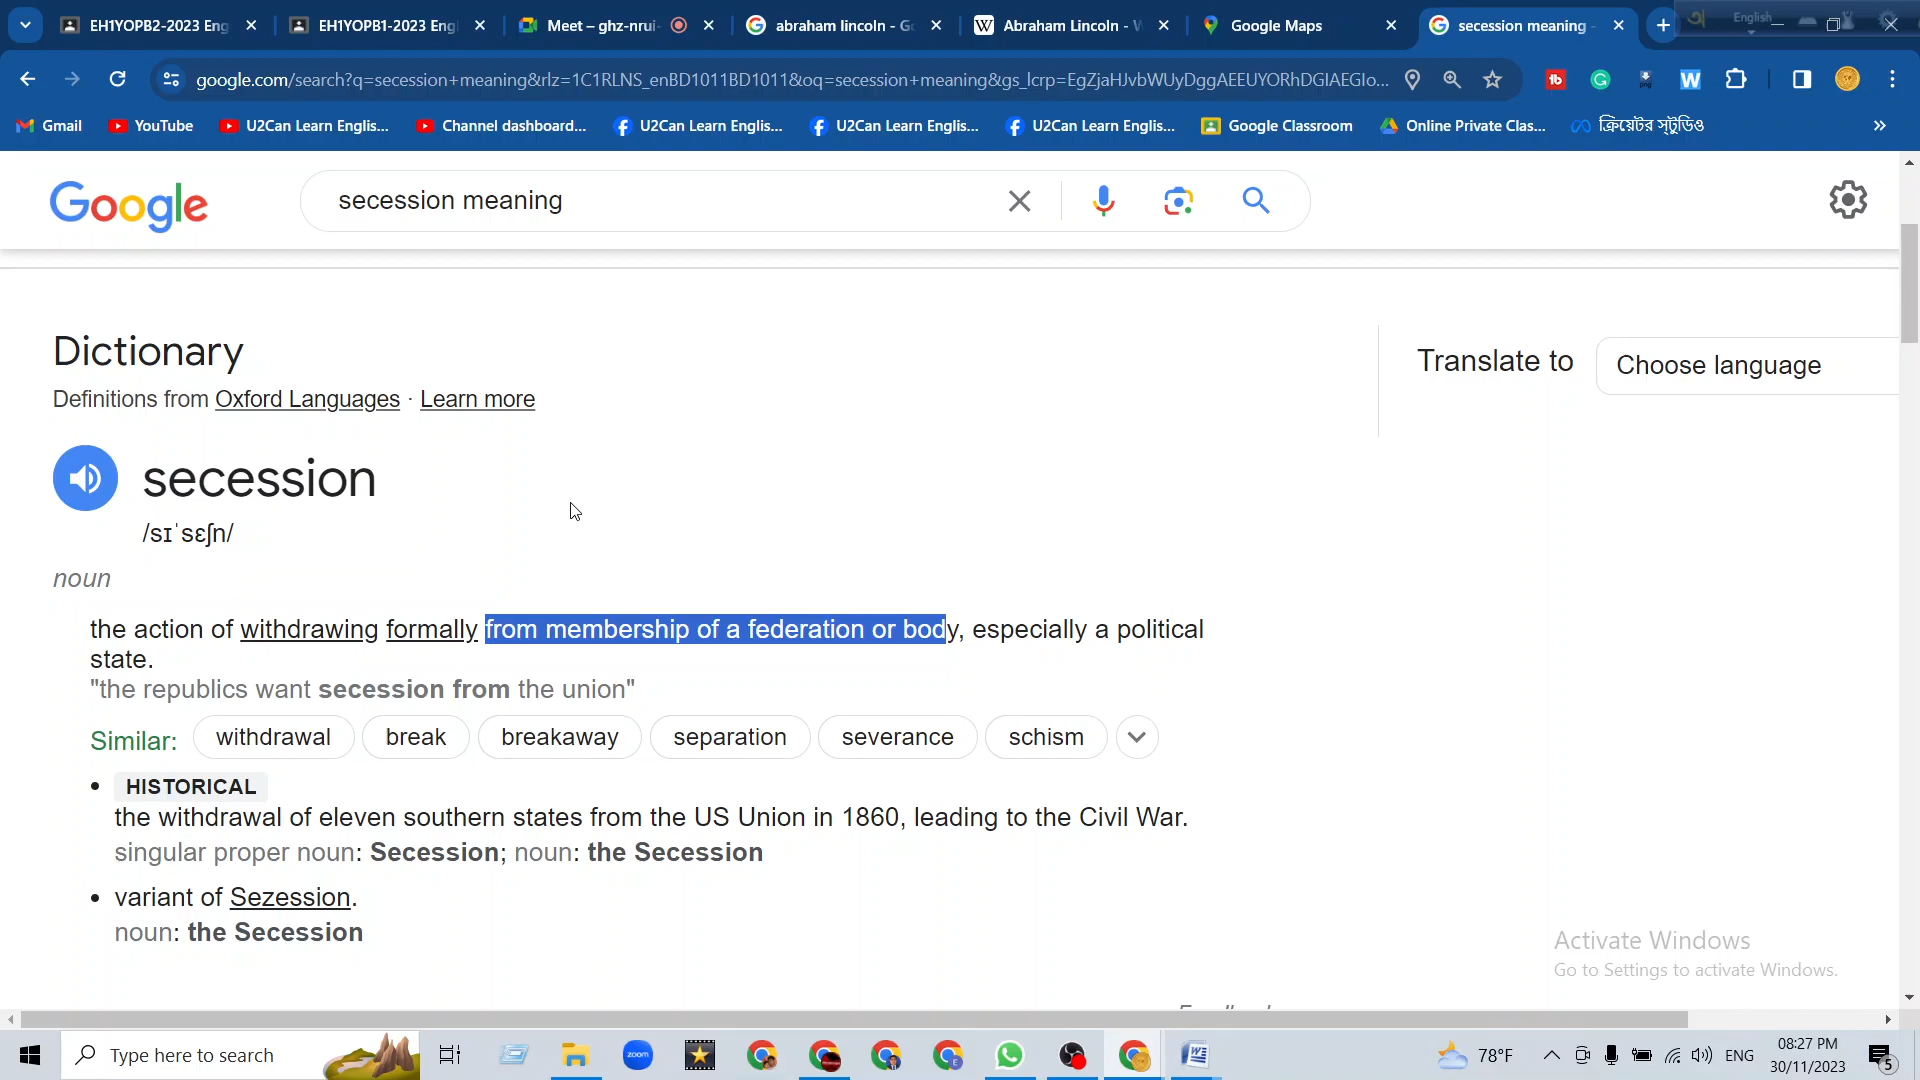 EH1YOPB2-2023 Eng
EH1YOPB1-2023 Engl
Meet – ghz-nrui-
abraham lincoln - Go
Abraham Lincoln - W
Google Maps
secession meaning -
English
google.com/search?q=secession+meaning&rlz=1C1RLNS_enBD1011BD1011&oq=secession+meaning&gs_lcrp=EgZjaHJvbWUyDggAEEUYORhDGIAEGIo...
Gmail
YouTube
U2Can Learn Englis...
Channel dashboard...
U2Can Learn Englis...
U2Can Learn Englis...
U2Can Learn Englis...
Google Classroom
Online Private Clas...
ক্রিয়েটর স্টুডিও
Google
secession meaning
Dictionary
Translate to
Choose language
Definitions from Oxford Languages · Learn more
secession
/sɪˈsɛʃn/
noun
the action of withdrawing formally from membership of a federation or body, especially a political
state.
"the republics want secession from the union"
Similar:
withdrawal
break
breakaway
separation
severance
schism
HISTORICAL
the withdrawal of eleven southern states from the US Union in 1860, leading to the Civil War.
singular proper noun: Secession; noun: the Secession
variant of Sezession.
noun: the Secession
Activate Windows
Go to Settings to activate Windows.
Type here to search
zoom
78°F
ENG
08:27 PM
30/11/2023
5